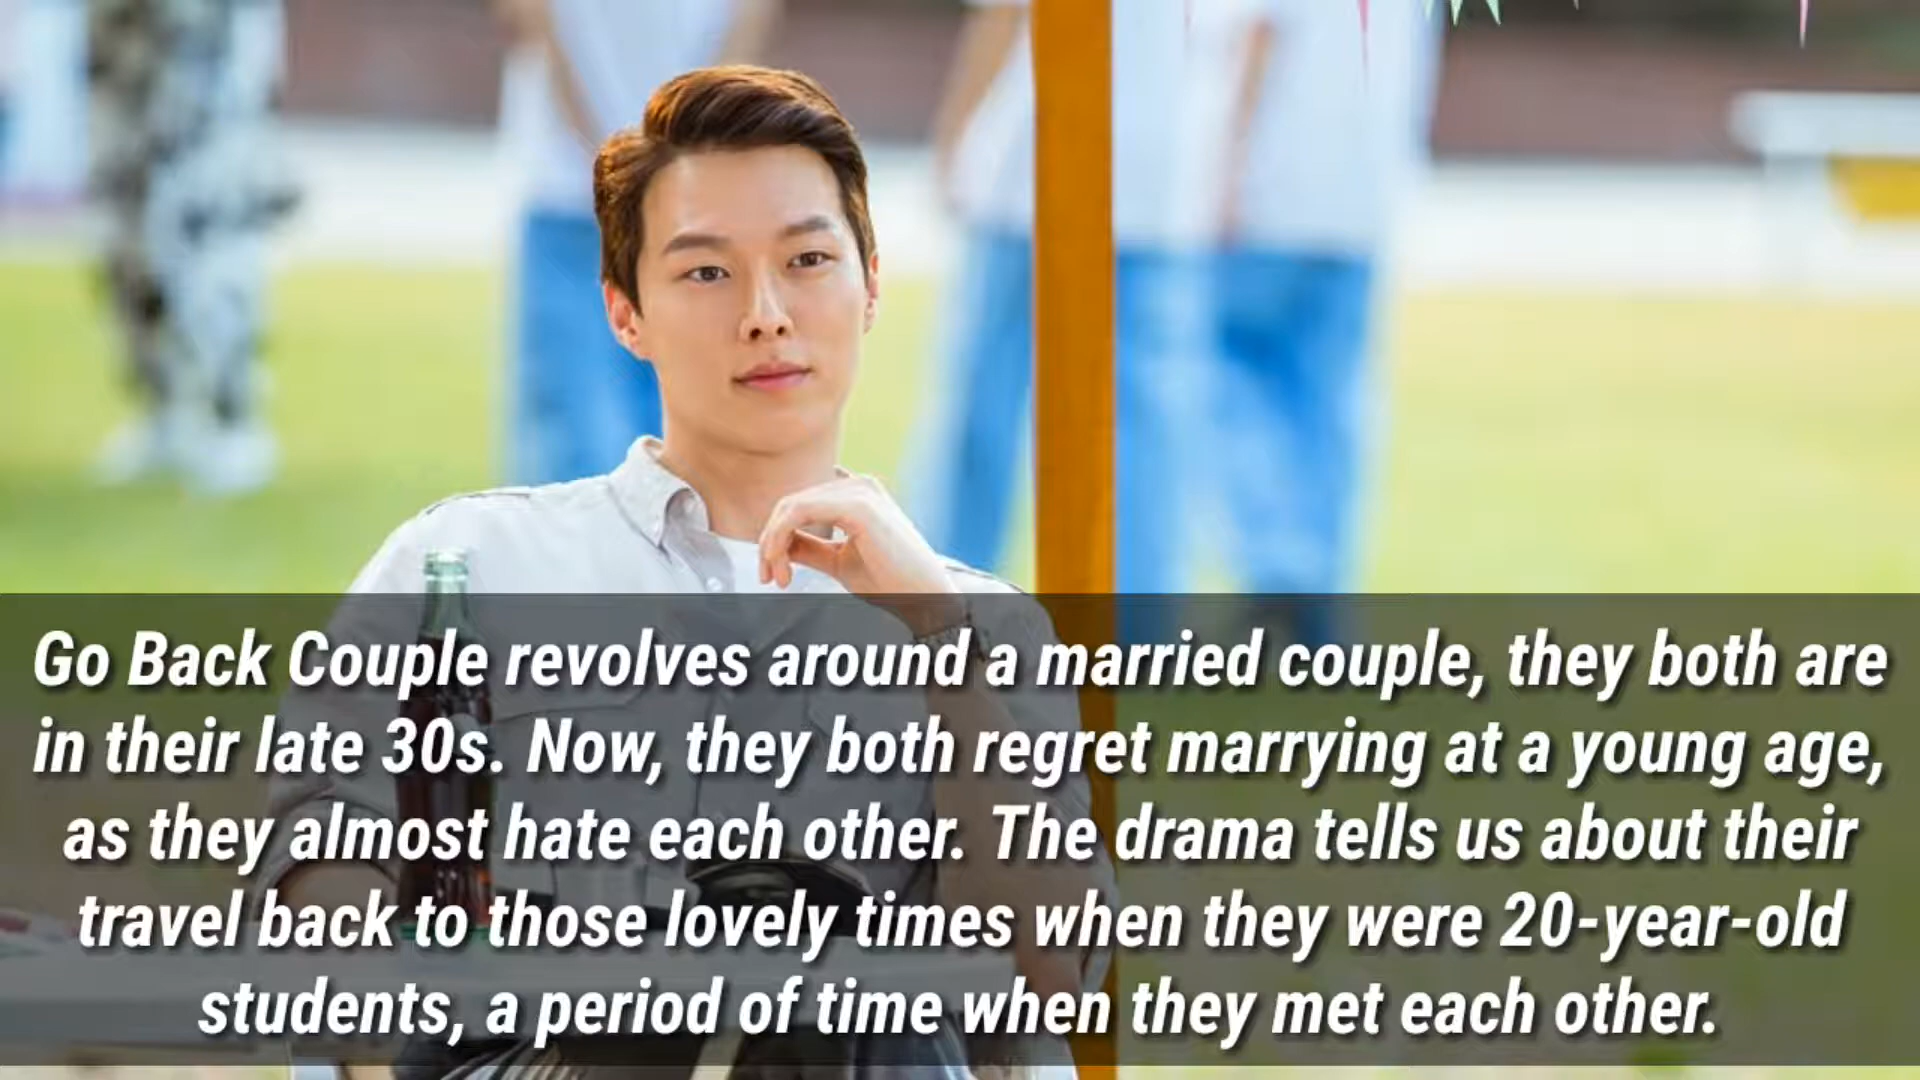 Go Back Couple revolves around a married couple, they both are
in their late 30s. Now, they both regret marrying at a young age,
as they almost hate each other. The drama tells us about their
travel back to those lovely times when they were 20-year-old
students, a period of time when they met each other.